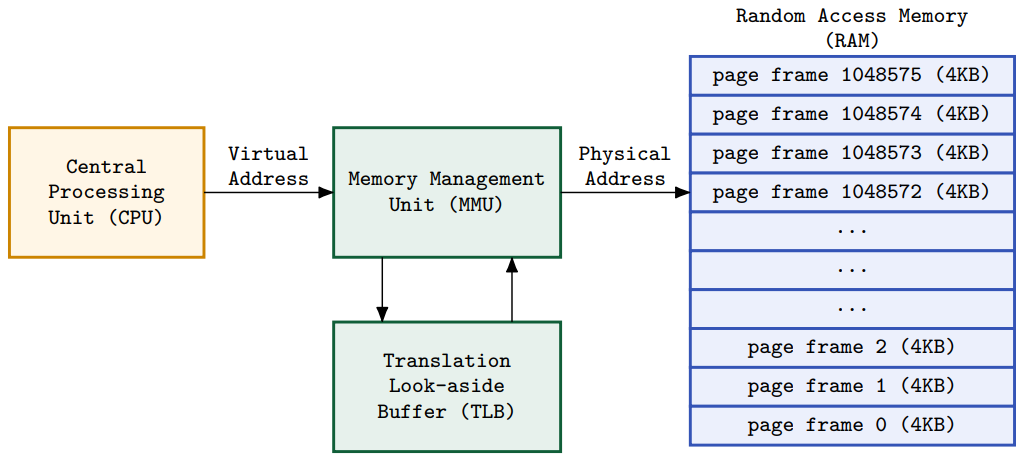 Random Access Memory
(RAM)
page frame 1048575 (4KB)
page frame 1048574 (4KB)
page frame 1048573 (4KB)
page frame 1048572 (4KB)
...
...
...
page frame 2 (4KB)
page frame 1 (4KB)
page frame 0 (4KB)
Central
Processing
Unit (CPU)
Virtual
Address
Memory Management
Unit (MMU)
Physical
Address
Translation
Look-aside
Buffer (TLB)